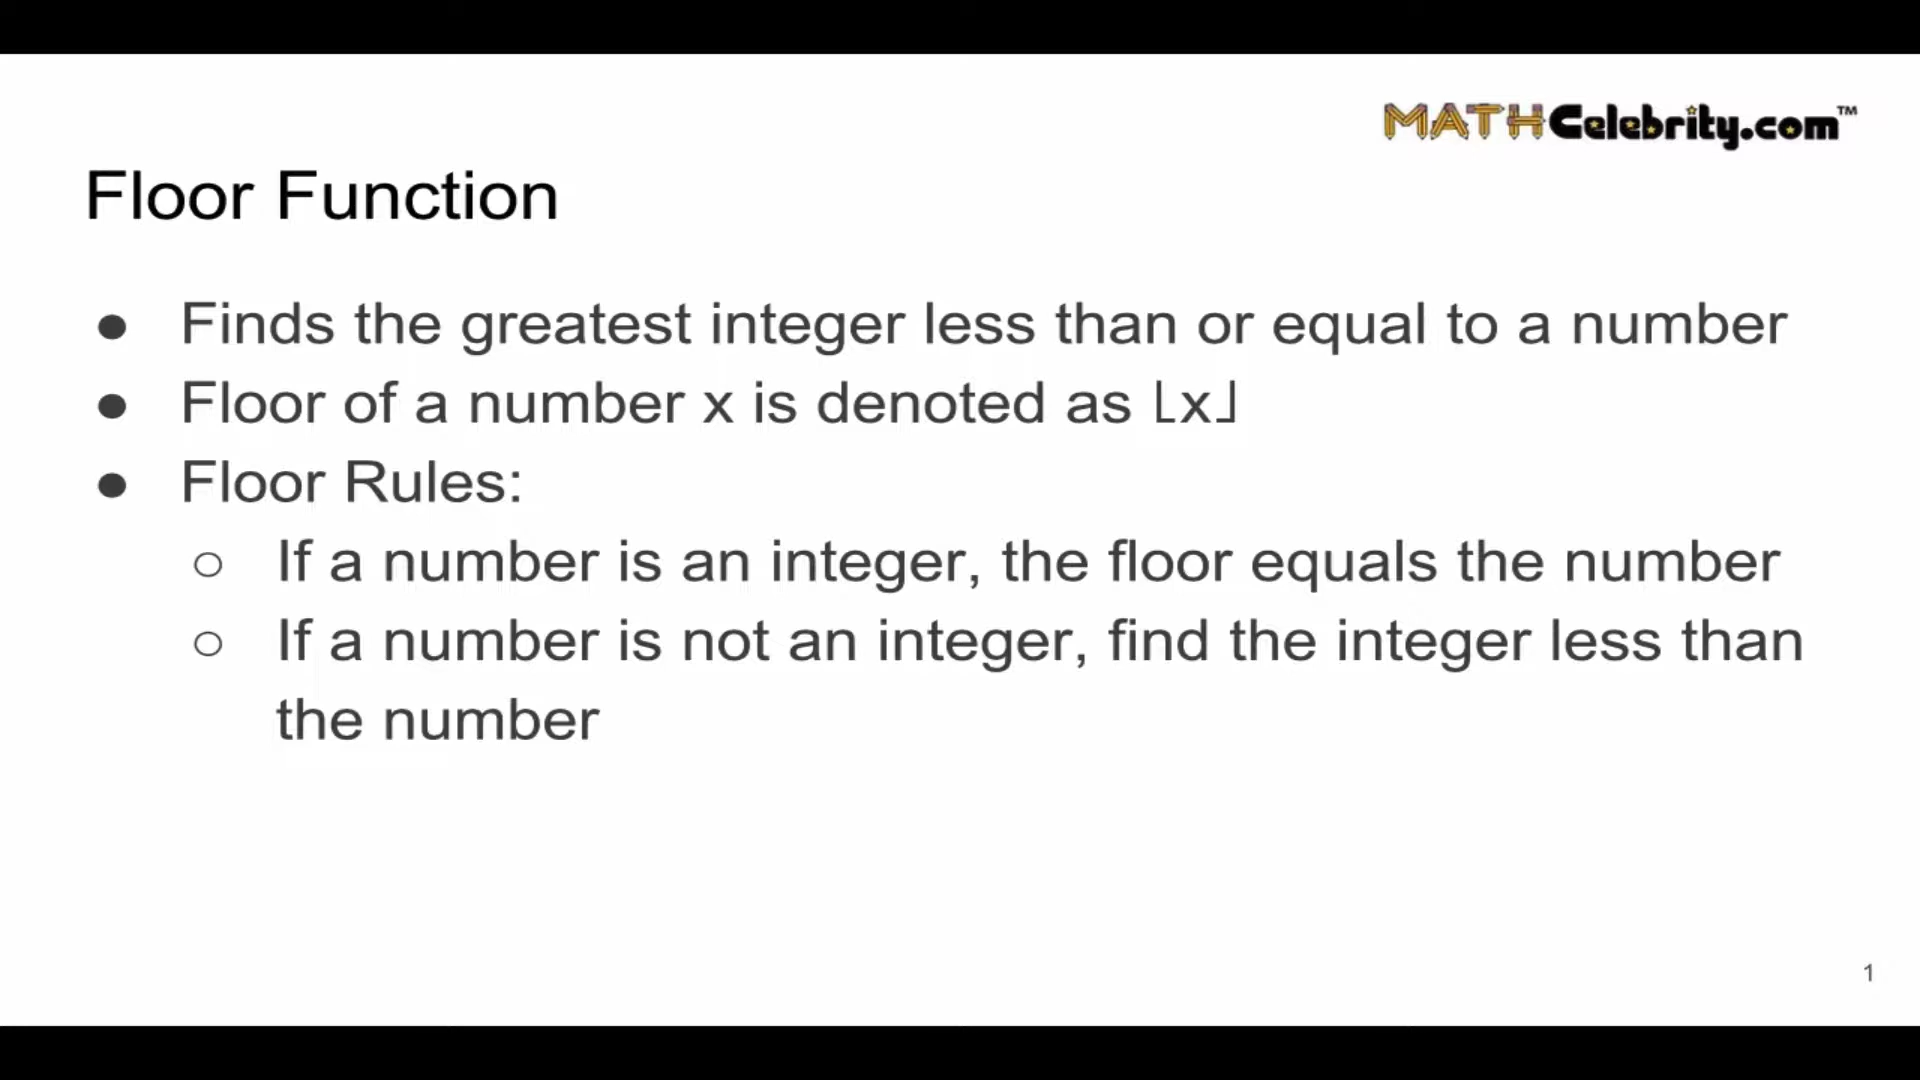 MATHCelebrity.com™
Floor Function
● Finds the greatest integer less than or equal to a number
● Floor of a number x is denoted as ⌊x⌋
● Floor Rules:
○ If a number is an integer, the floor equals the number
○ If a number is not an integer, find the integer less than
the number
1